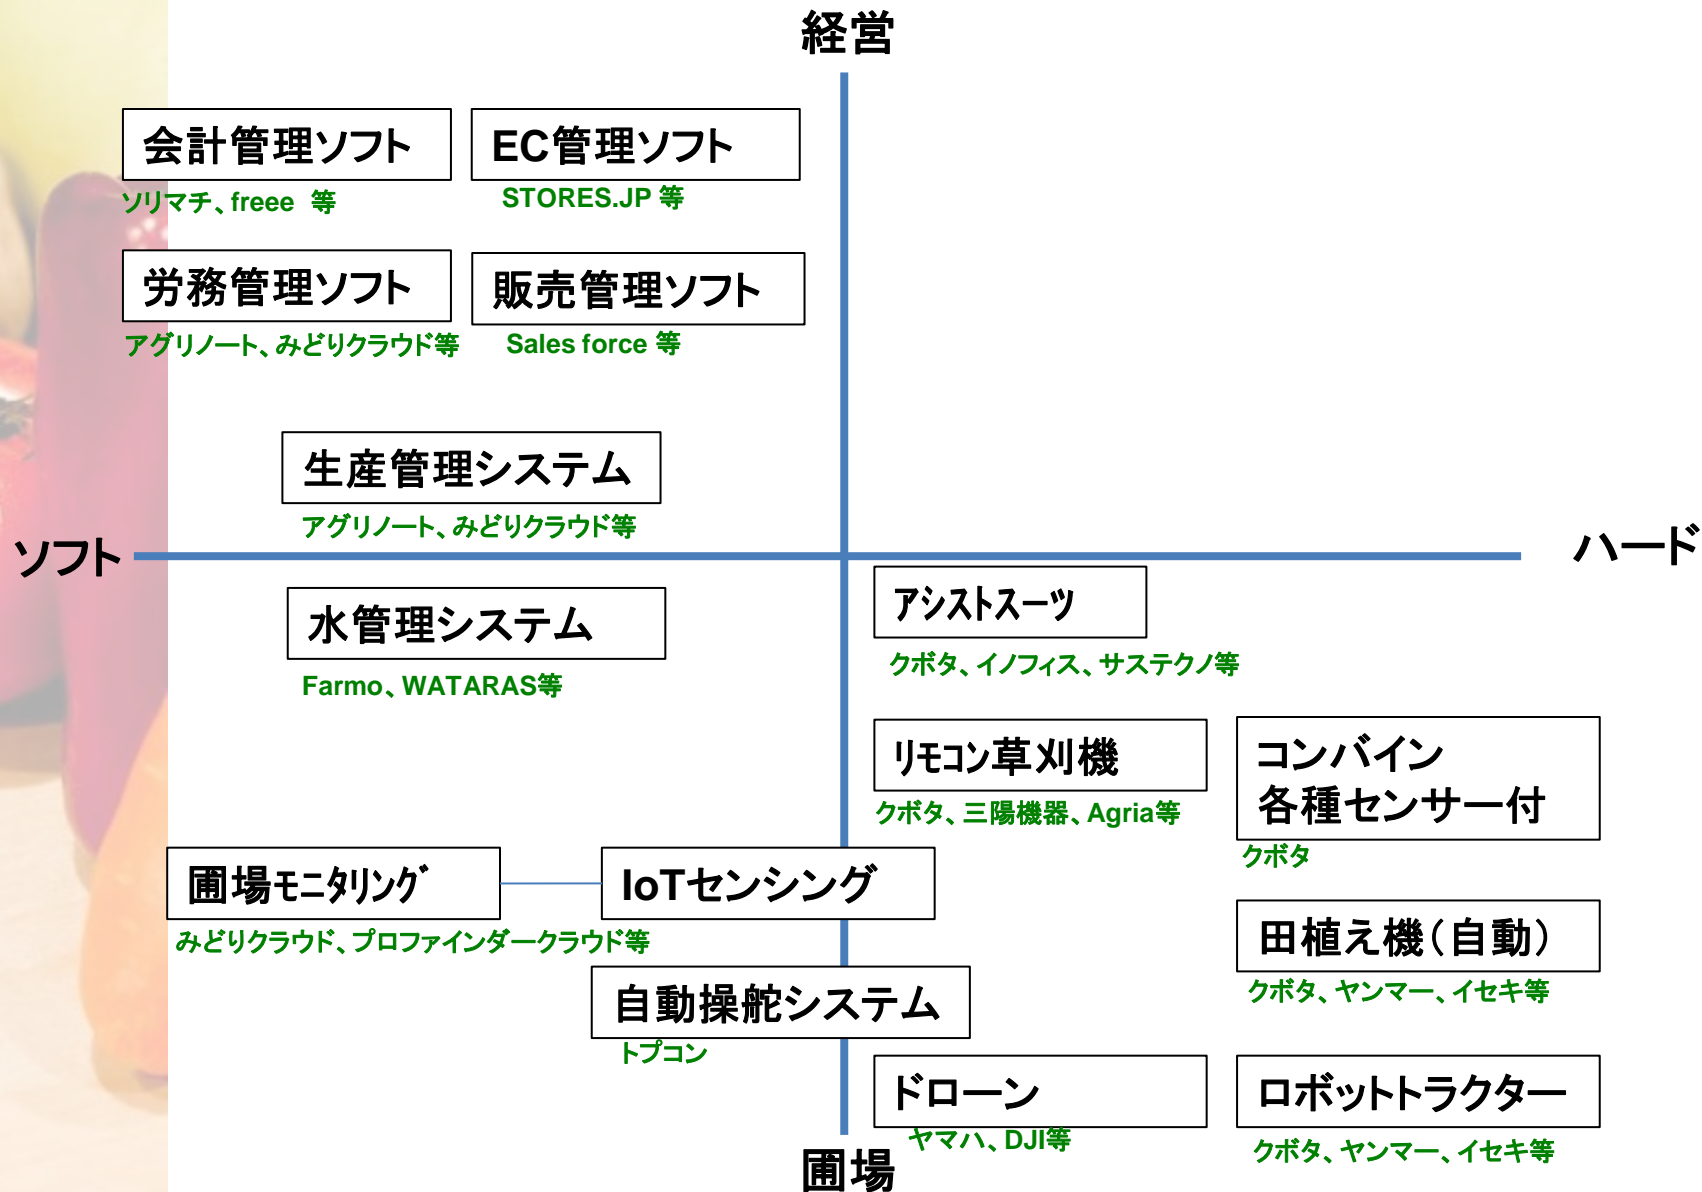 経営
会計管理ソフト
EC管理ソフト
ソリマチ、freee 等
STORES.JP 等
労務管理ソフト
販売管理ソフト
アグリノート、みどりクラウド等
Sales force 等
生産管理システム
アグリノート、みどりクラウド等
ソフト
ハード
水管理システム
アシストスーツ
Farmo、WATARAS等
クボタ、イノフィス、サステクノ等
リモコン草刈機
コンバイン
各種センサー付
クボタ、三陽機器、Agria等
クボタ
圃場モニタリング
IoTセンシング
みどりクラウド、プロファインダークラウド等
田植え機(自動)
クボタ、ヤンマー、イセキ等
自動操舵システム
トプコン
ドローン
ロボットトラクター
ヤマハ、DJI等
クボタ、ヤンマー、イセキ等
圃場